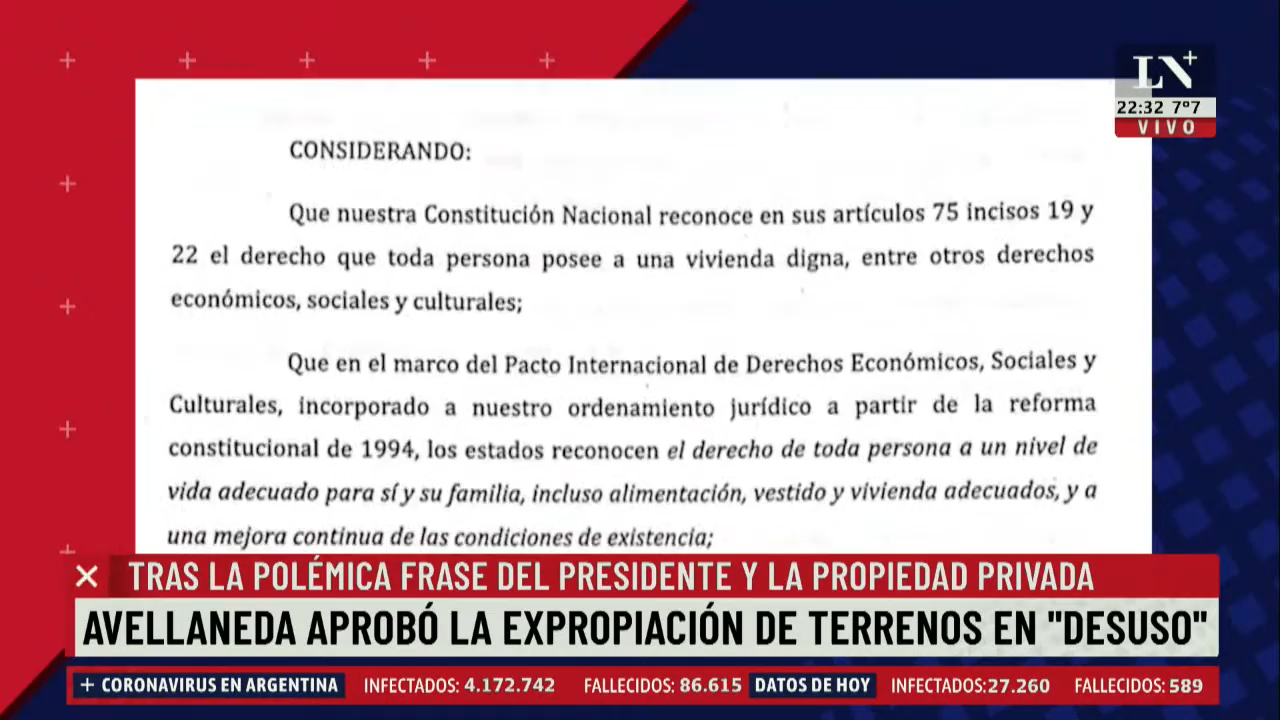 LN+
22:32 7º7
VIVO
CONSIDERANDO:
Que nuestra Constitución Nacional reconoce en sus artículos 75 incisos 19 y
22 el derecho que toda persona posee a una vivienda digna, entre otros derechos
económicos, sociales y culturales;
Que en el marco del Pacto Internacional de Derechos Económicos, Sociales y
Culturales, incorporado a nuestro ordenamiento jurídico a partir de la reforma
constitucional de 1994, los estados reconocen el derecho de toda persona a un nivel de
vida adecuado para sí y su familia, incluso alimentación, vestido y vivienda adecuados, y a
una mejora continua de las condiciones de existencia;
TRAS LA POLÉMICA FRASE DEL PRESIDENTE Y LA PROPIEDAD PRIVADA
AVELLANEDA APROBÓ LA EXPROPIACIÓN DE TERRENOS EN "DESUSO"
+ CORONAVIRUS EN ARGENTINA INFECTADOS: 4.172.742 FALLECIDOS: 86.615 DATOS DE HOY INFECTADOS:27.260 FALLECIDOS: 589